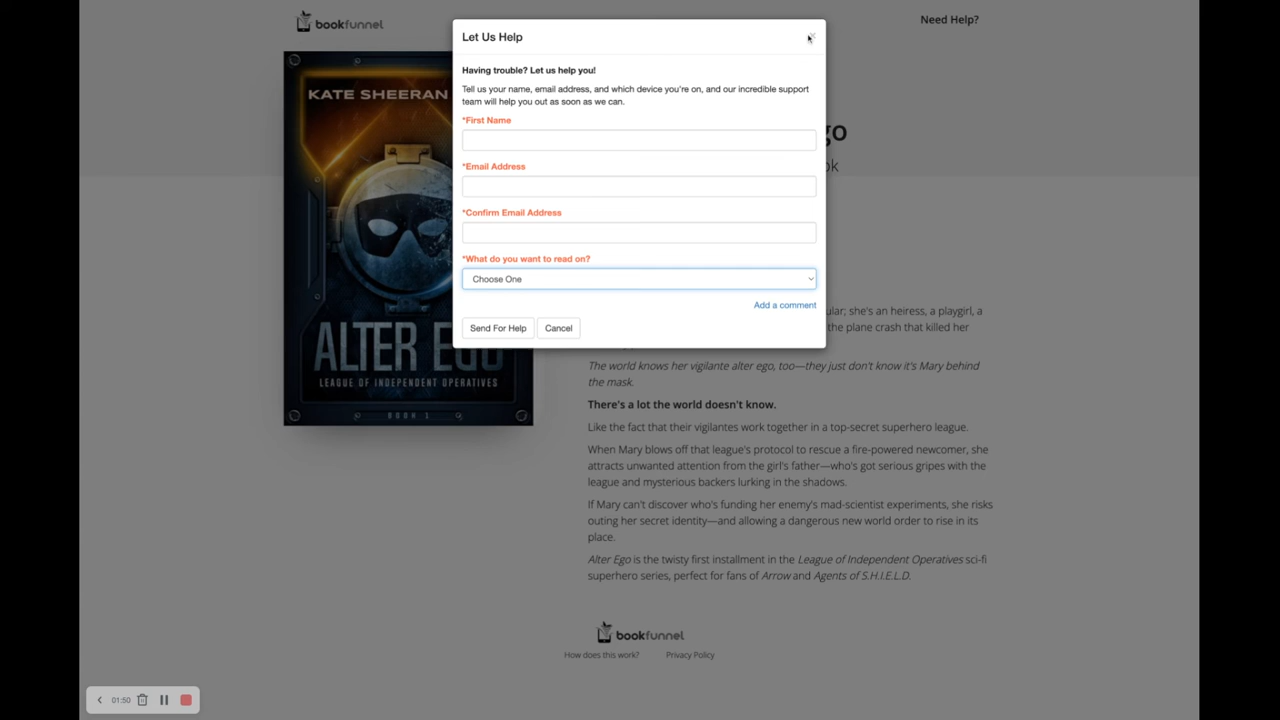 bookfunnel
Need Help?
Let Us Help
×
Having trouble? Let us help you!
Tell us your name, email address, and which device you're on, and our incredible support
team will help you out as soon as we can.
*First Name
*Email Address
*Confirm Email Address
*What do you want to read on?
Choose One
Add a comment
Send For Help
Cancel
KATE SHEERAN
ALTER EGO
LEAGUE OF INDEPENDENT OPERATIVES
BOOK 1
go
ok
ular; she's an heiress, a playgirl, a
the plane crash that killed her
The world knows her vigilante alter ego, too—they just don't know it's Mary behind
the mask.
There's a lot the world doesn't know.
Like the fact that their vigilantes work together in a top-secret superhero league.
When Mary blows off that league's protocol to rescue a fire-powered newcomer, she
attracts unwanted attention from the girl's father—who's got serious gripes with the
league and mysterious backers lurking in the shadows.
If Mary can't discover who's funding her enemy's mad-scientist experiments, she risks
outing her secret identity—and allowing a dangerous new world order to rise in its
place.
Alter Ego is the twisty first installment in the League of Independent Operatives sci-fi
superhero series, perfect for fans of Arrow and Agents of S.H.I.E.L.D.
bookfunnel
How does this work?
Privacy Policy
01:50